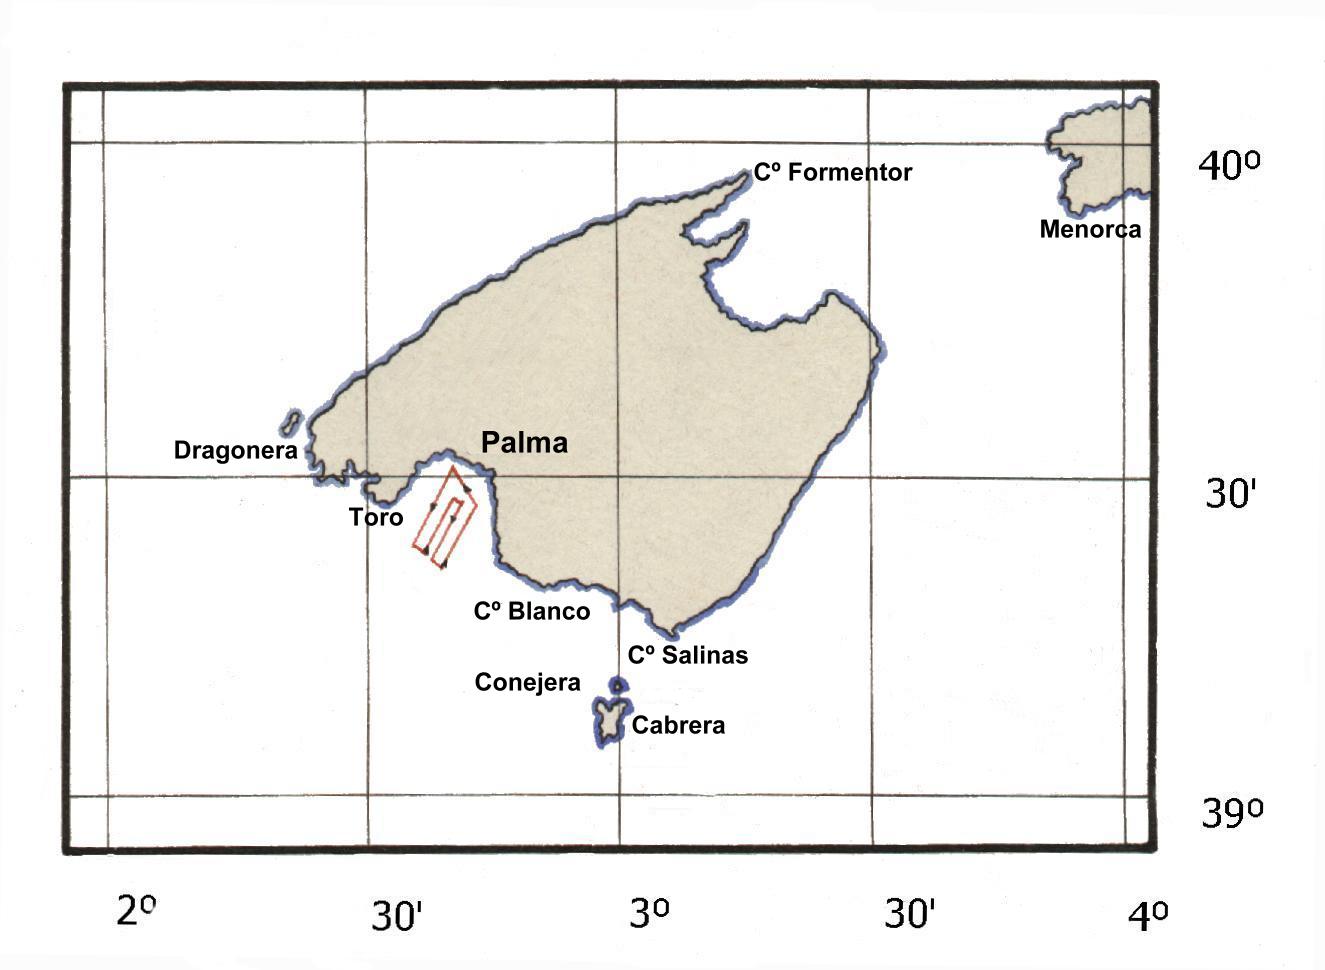 Cº Formentor
40º
Menorca
Dragonera
Palma
30'
Toro
Cº Blanco
Cº Salinas
Conejera
Cabrera
39º
2º
30'
3º
30'
4º